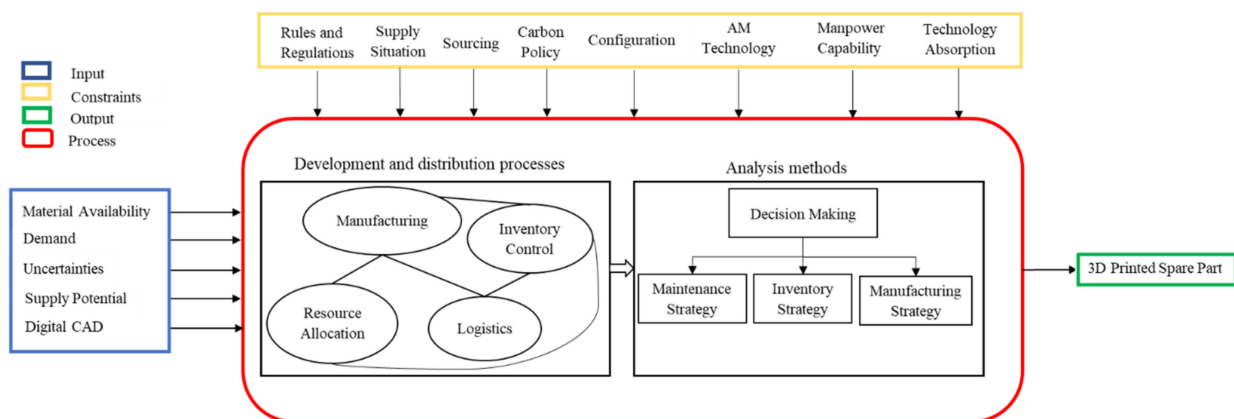 Rules and
Regulations
Supply
Situation
Sourcing
Carbon
Policy
Configuration
AM
Technology
Manpower
Capability
Technology
Absorption
Input
Constraints
Output
Process
Development and distribution processes
Analysis methods
Material Availability
Demand
Uncertainties
Supply Potential
Digital CAD
Manufacturing
Inventory
Control
Resource
Allocation
Logistics
Decision Making
Maintenance
Strategy
Inventory
Strategy
Manufacturing
Strategy
3D Printed Spare Part